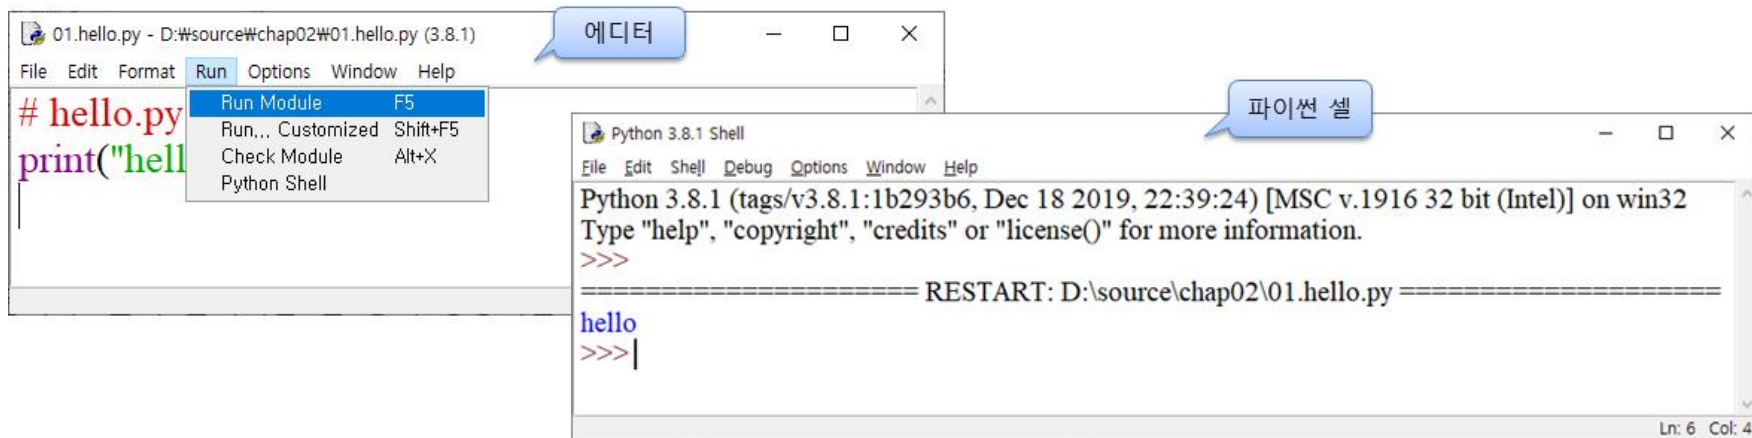 01.hello.py - D:₩source₩chap02₩01.hello.py (3.8.1)
에디터
File Edit Format Run Options Window Help
# hello.py
print("hell
Run Module F5
Run... Customized Shift+F5
Check Module Alt+X
Python Shell
파이썬 셸
Python 3.8.1 Shell
File Edit Shell Debug Options Window Help
Python 3.8.1 (tags/v3.8.1:1b293b6, Dec 18 2019, 22:39:24) [MSC v.1916 32 bit (Intel)] on win32
Type "help", "copyright", "credits" or "license()" for more information.
>>>
===================== RESTART: D:\source\chap02\01.hello.py ====================
hello
>>>
Ln: 6 Col: 4